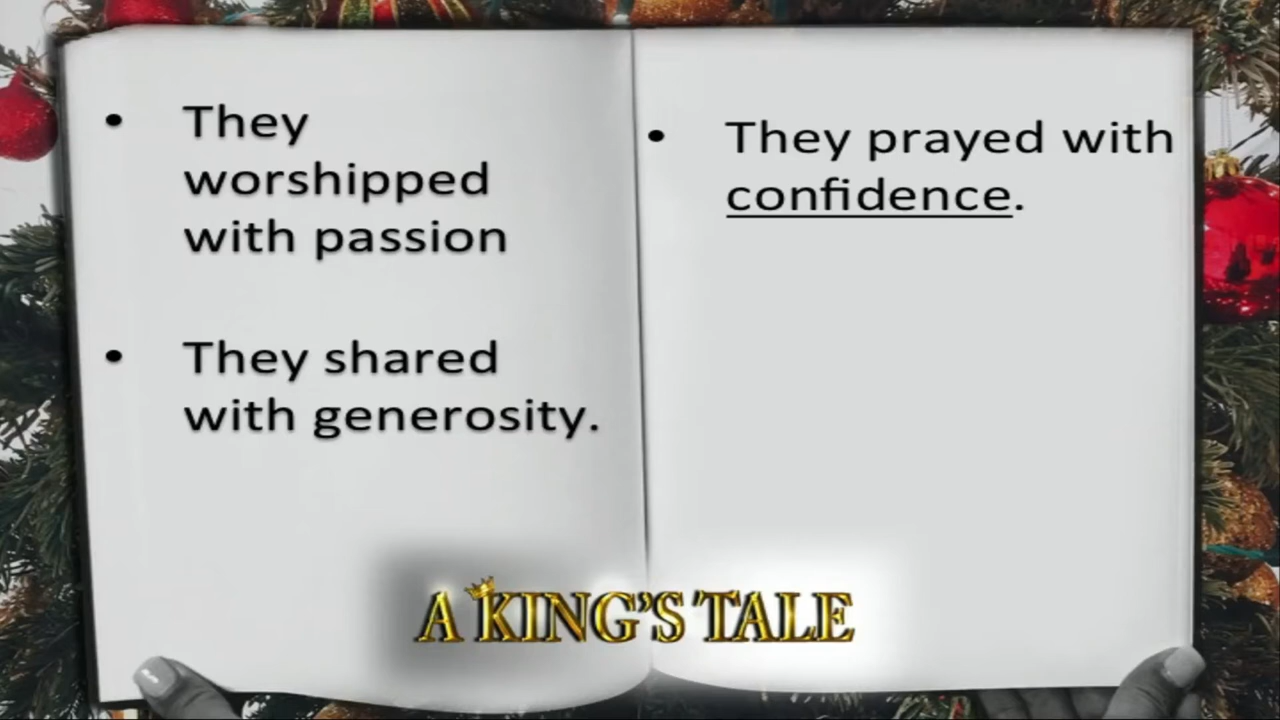 • They
worshipped
with passion
• They shared
with generosity.
• They prayed with
confidence.
A KING'S TALE